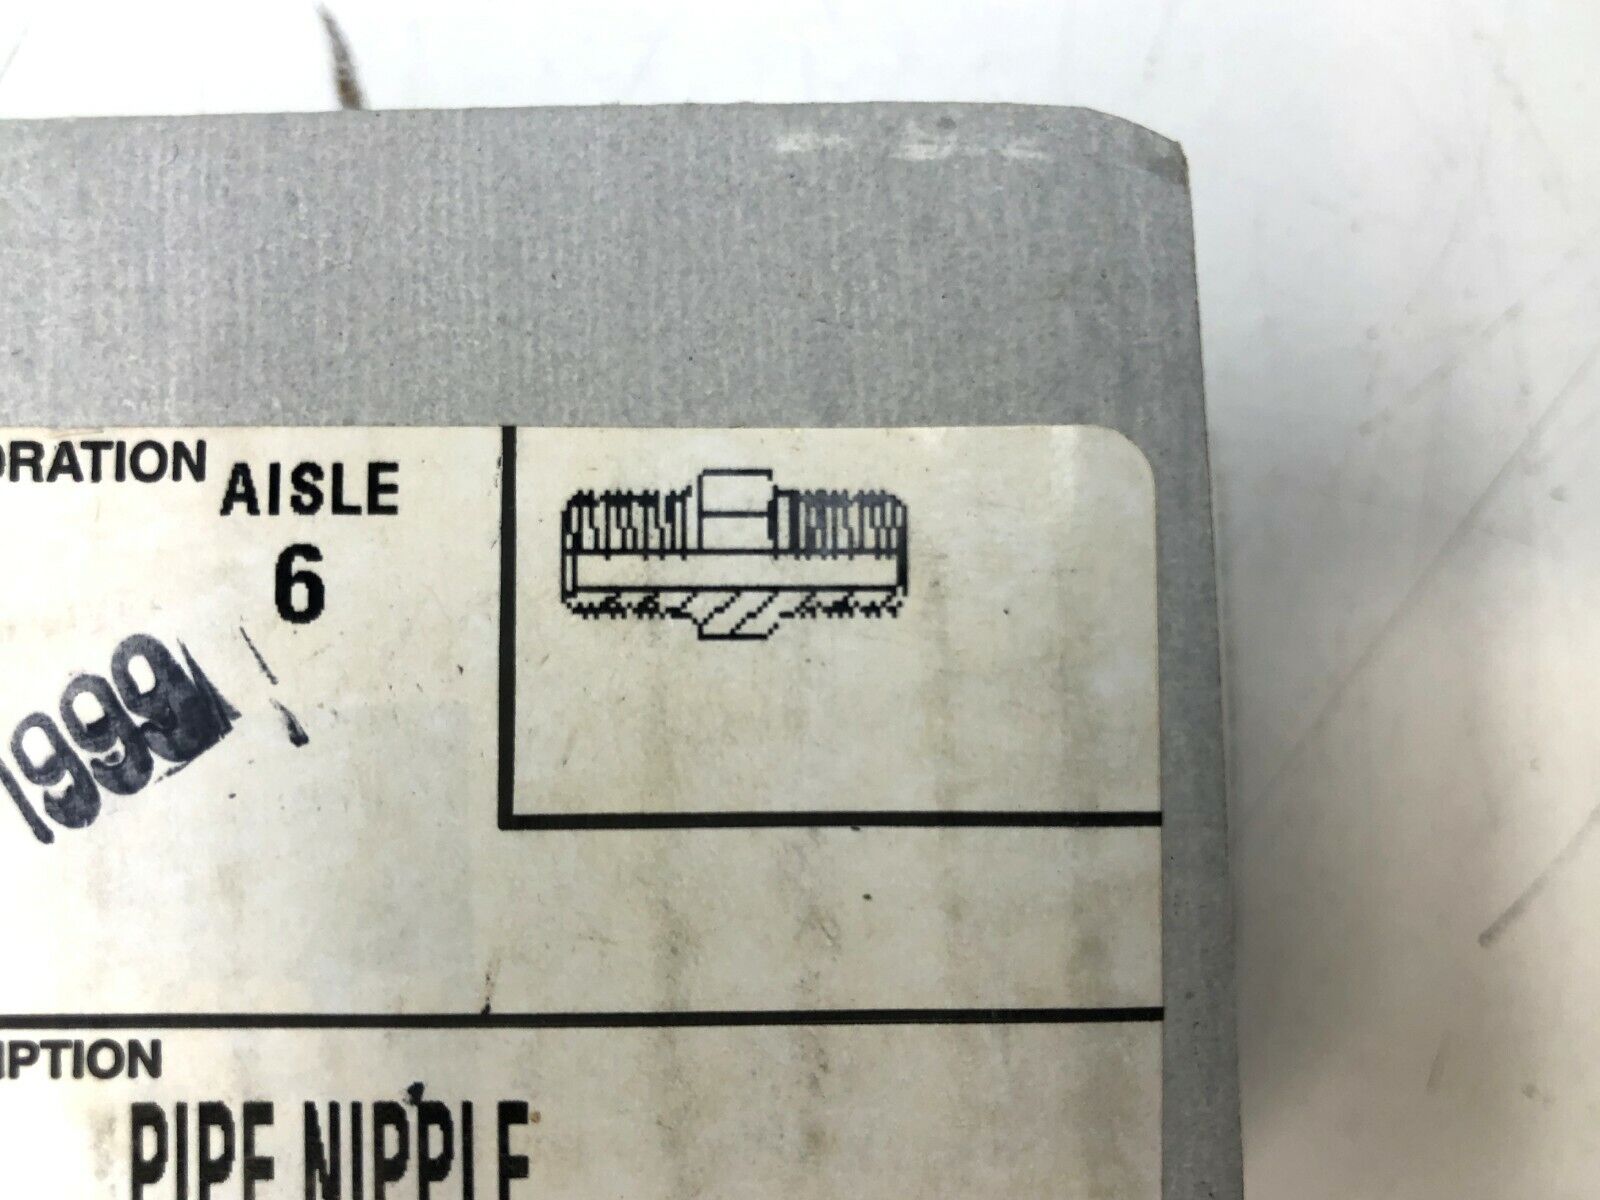 ORATION
AISLE
6
1999
IPTION
PIPE NIPPLE